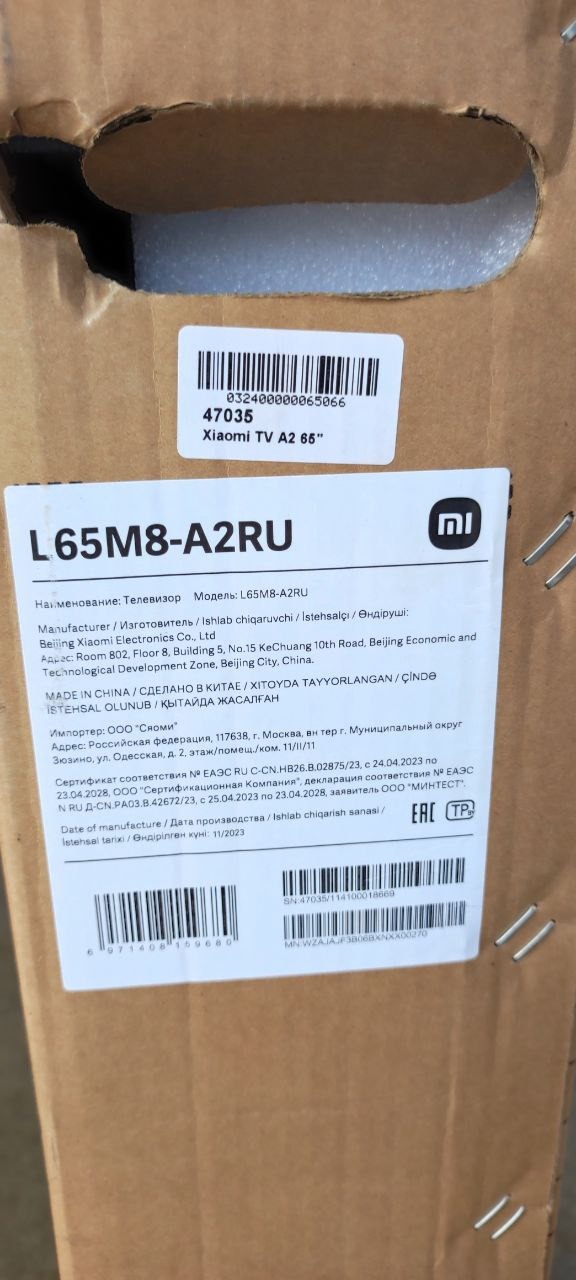 032400000065066
47035
Xiaomi TV A2 65"
L65M8-A2RU
mi
Наименование: Телевизор Модель: L65M8-A2RU
Manufacturer / Изготовитель / Ishlab chiqaruvchi / İstehsalçı / Өндіруші:
Beijing Xiaomi Electronics Co., Ltd
Адрес: Room 802, Floor 8, Building 5, No.15 KeChuang 10th Road, Beijing Economic and
Technological Development Zone, Beijing City, China.
MADE IN CHINA / СДЕЛАНО В КИТАЕ / XITOYDA TAYYORLANGAN / ÇİNDƏ
İSTEHSAL OLUNUB / ҚЫТАЙДА ЖАСАЛҒАН
Импортер: ООО "Сяоми"
Адрес: Российская федерация, 117638, г. Москва, вн тер г. Муниципальный округ
Зюзино, ул. Одесская, д. 2, этаж/помещ./ком. 11/II/11
Сертификат соответствия № ЕАЭС RU C-CN.HB26.B.02875/23, с 24.04.2023 по
23.04.2028, ООО "Сертификационная Компания", декларация соответствия № ЕАЭС
N RU Д-CN.PA03.B.42672/23, с 25.04.2023 по 23.04.2028, заявитель ООО "МИНТЕСТ".
Date of manufacture / Дата производства / Ishlab chiqarish sanasi /
İstehsal tarixi / Өндірілген күні: 11/2023
EAC TP
6 971408 159680
SN:47035/114100018669
MN:WZAJAJF3B06BXNXX00270